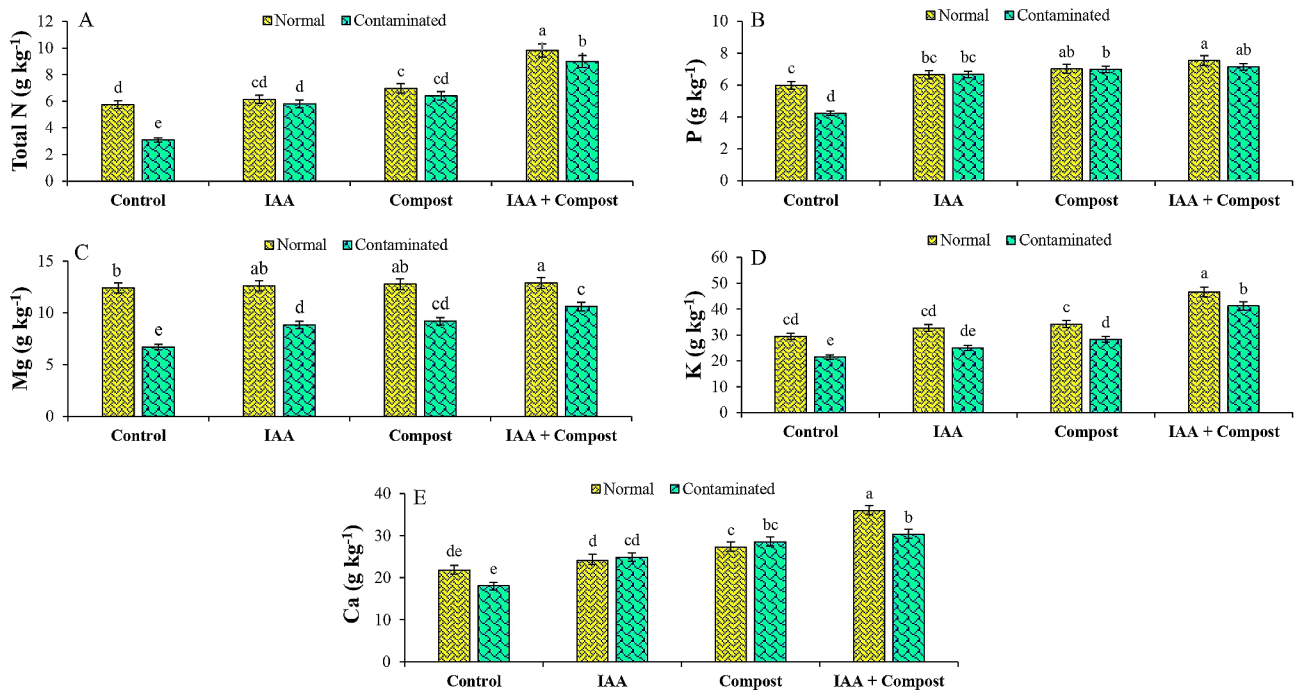 A
Normal Contaminated
Total N (g kg-1)
12
10
8
6
4
2
0
d e cd d c cd a b
Control IAA Compost IAA + Compost
B
Normal Contaminated
P (g kg-1)
10
8
6
4
2
0
c d bc bc ab b a ab
Control IAA Compost IAA + Compost
C
Normal Contaminated
Mg (g kg-1)
15
10
5
0
b e ab d ab cd a c
Control IAA Compost IAA + Compost
D
Normal Contaminated
K (g kg-1)
60
50
40
30
20
10
0
cd e cd de c d a b
Control IAA Compost IAA + Compost
E
Normal Contaminated
Ca (g kg-1)
40
30
20
10
0
de e d cd c bc a b
Control IAA Compost IAA + Compost